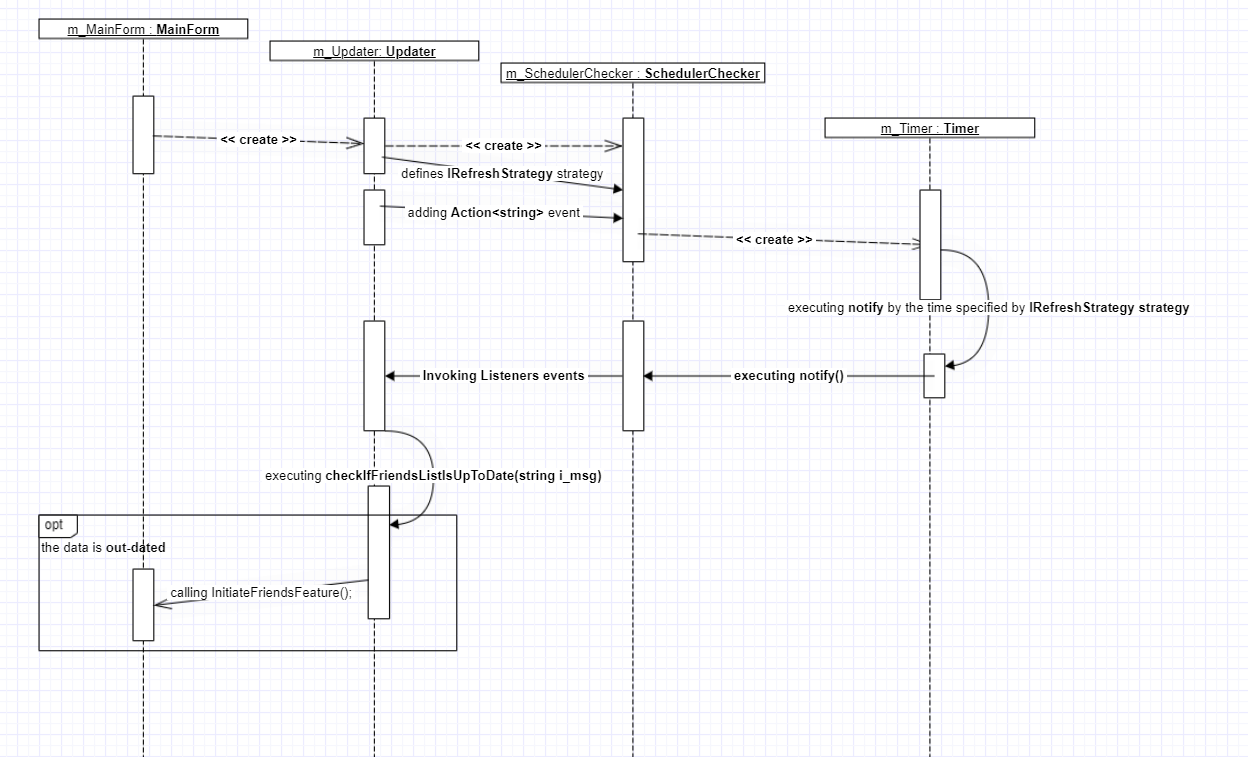 m_MainForm : MainForm
m_Updater: Updater
m_SchedulerChecker : SchedulerChecker
m_Timer : Timer
<< create >>
<< create >>
defines IRefreshStrategy strategy
adding Action<string> event
<< create >>
executing notify by the time specified by IRefreshStrategy strategy
Invoking Listeners events
executing notify()
executing checkIfFriendsListIsUpToDate(string i_msg)
opt
the data is out-dated
calling InitiateFriendsFeature();